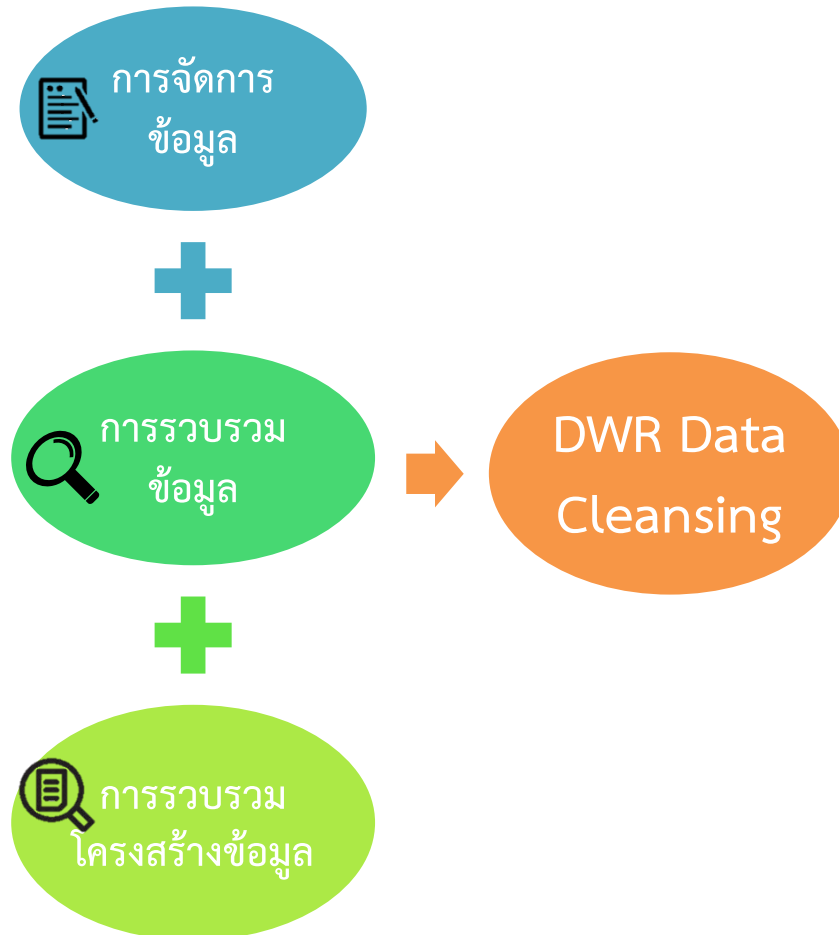 การจัดการ
ข้อมูล
การรวบรวม
ข้อมูล
DWR Data
Cleansing
การรวบรวม
โครงสร้างข้อมูล